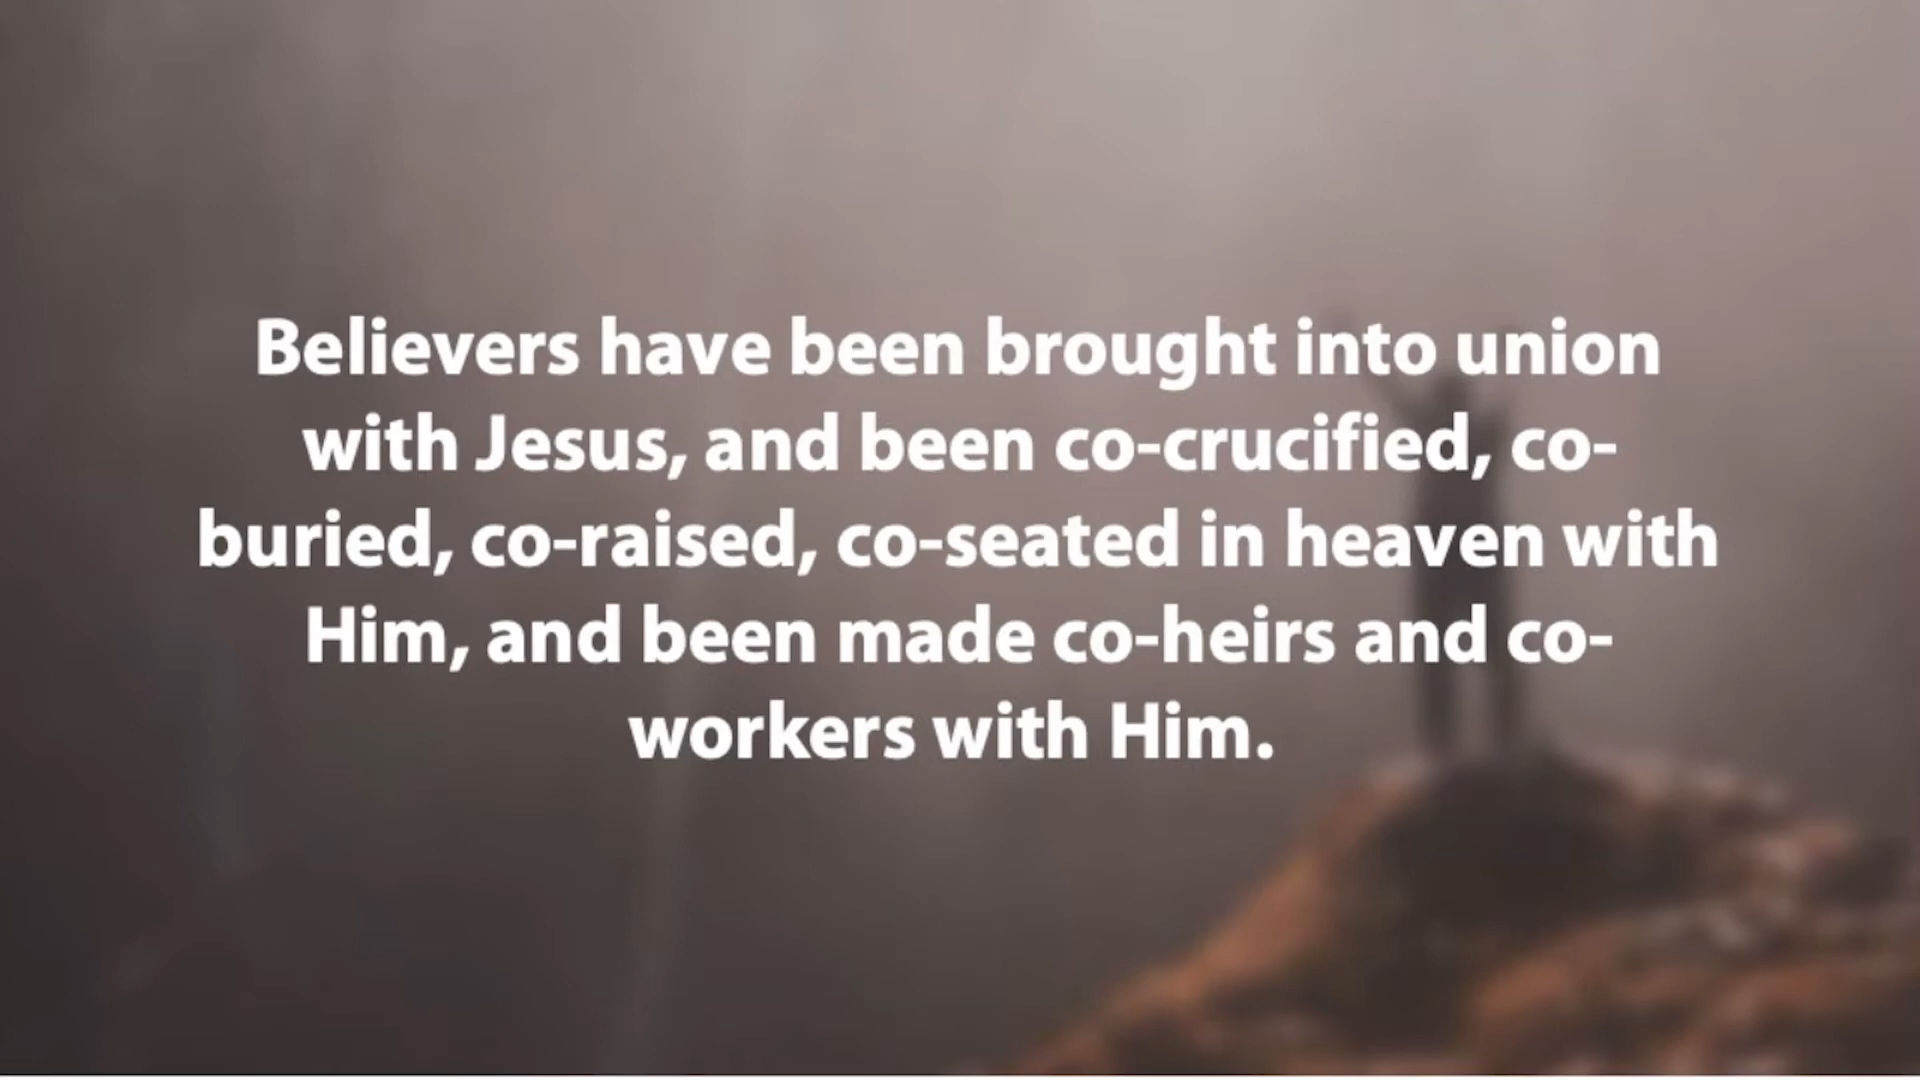 Believers have been brought into union
with Jesus, and been co-crucified, co-
buried, co-raised, co-seated in heaven with
Him, and been made co-heirs and co-
workers with Him.